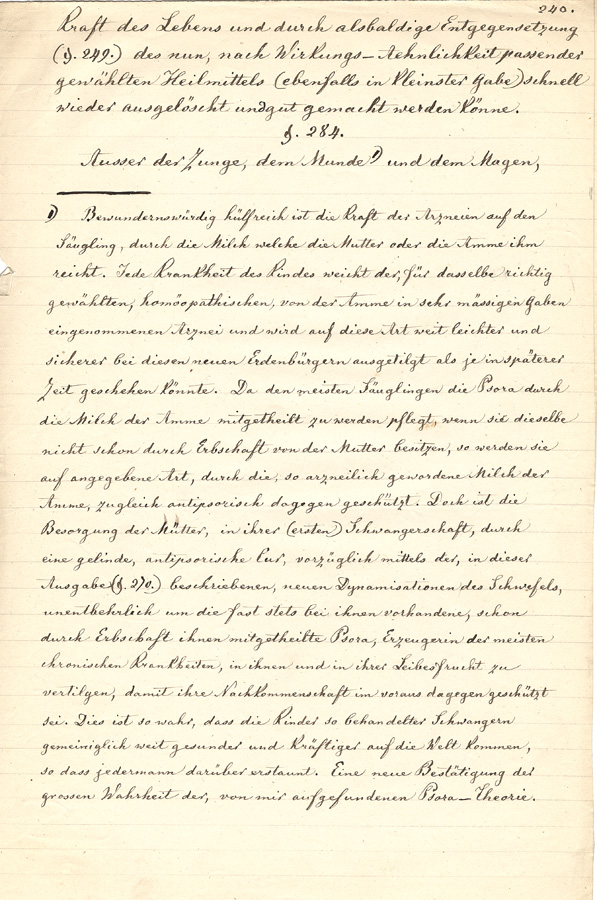 240.
Kraft des Lebens und durch alsbaldige Entgegensetzung
(§. 249.) des nun, nach Wirkungs-Aehnlichkeit passender
gewählten Heilmittels (ebenfalls in kleinster Gabe) schnell
wieder ausgelöscht und gut gemacht werden könne.
§. 284.
Ausser der Zunge, dem Munde 1) und dem Magen,
1) Bewundernswürdig hülfreich ist die Kraft der Arzneien auf den
Säugling, durch die Milch welche die Mutter oder die Amme ihm
reicht. Jede Krankheit des Kindes weicht der, für dasselbe richtig
gewählten, homöopathischen, von der Amme in sehr mässigen Gaben
eingenommenen Arznei und wird auf diese Art weit leichter und
sicherer bei diesen neuen Erdenbürgern ausgetilgt als je in späterer
Zeit geschehen könnte. Da den meisten Säuglingen die Psora durch
die Milch der Amme mitgetheilt zu werden pflegt, wenn sie dieselbe
nicht schon durch Erbschaft von der Mutter besitzen, so werden sie
auf angegebene Art, durch die, so arzneilich gewordene Milch der
Amme, zugleich antipsorisch dagegen geschützt. Doch ist die
Besorgung der Mütter, in ihrer (ersten) Schwangerschaft, durch
eine gelinde, antipsorische Cur, vorzüglich mittels der, in dieser
Ausgabe (§. 270.) beschriebenen, neuen Dynamisationen des Schwefels,
unentbehrlich um die fast stets bei ihnen vorhandene, schon
durch Erbschaft ihnen mitgetheilte Psora, Erzeugerin der meisten
chronischen Krankheiten, in ihnen und in ihrer Leibesfrucht zu
vertilgen, damit ihre Nachkommenschaft im voraus dagegen geschützt
sei. Dies ist so wahr, dass die Kinder so behandelter Schwangern
gemeiniglich weit gesunder und kräftiger auf die Welt kommen,
so dass jedermann darüber erstaunt. Eine neue Bestätigung der
grossen Wahrheit der, von mir aufgefundenen Psora-Theorie.